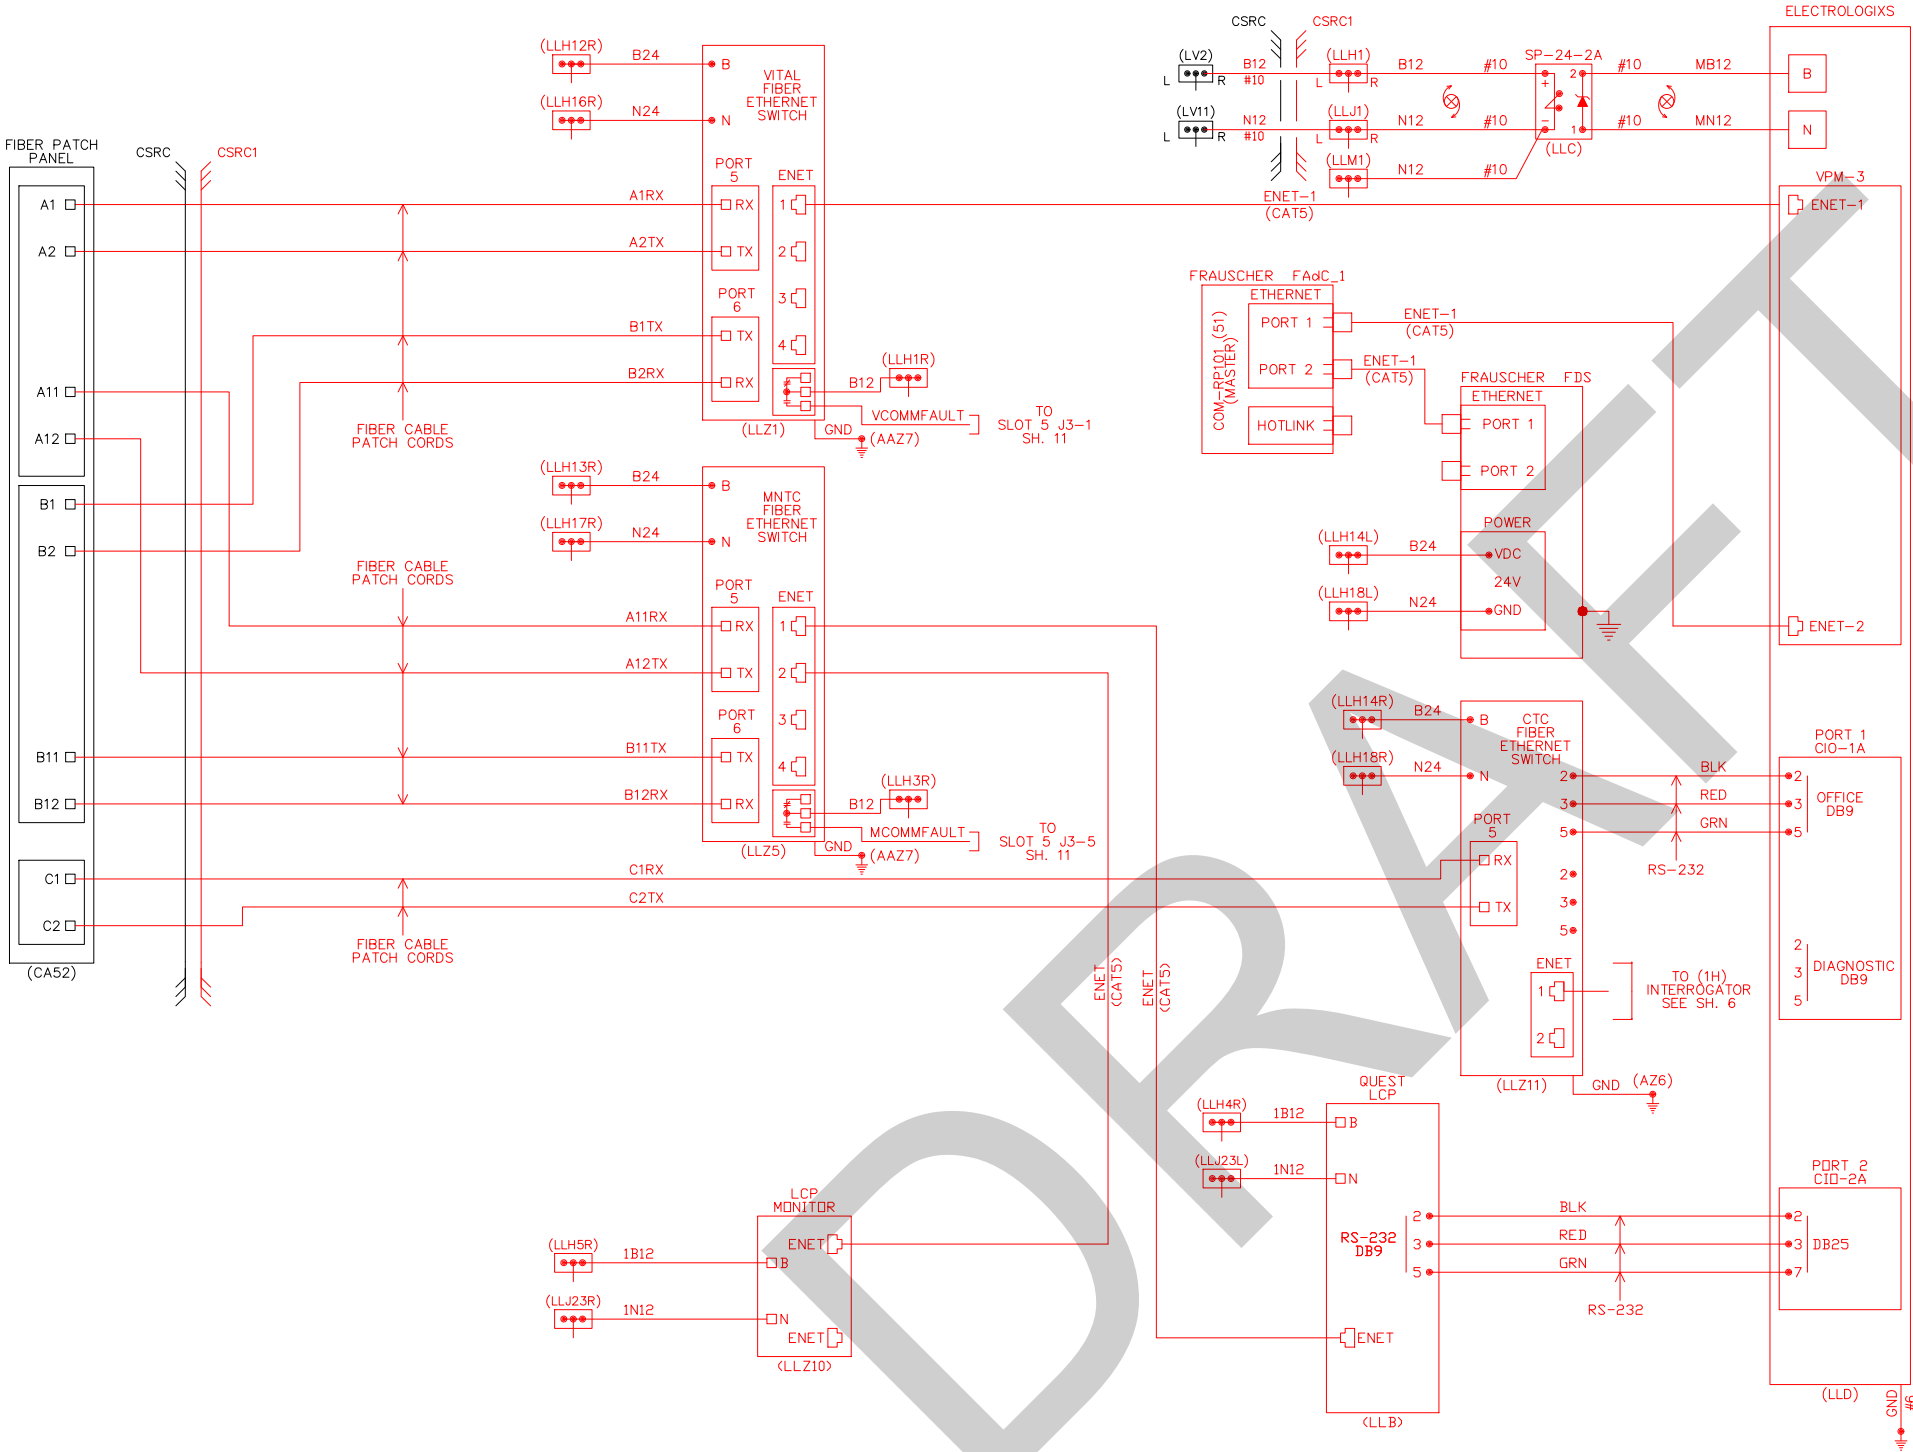 FIBER PATCH
PANEL
A1
A2
A11
A12
B1
B2
B11
B12
C1
C2
(CA52)
CSRC
CSRC1
FIBER CABLE
PATCH CORDS
FIBER CABLE
PATCH CORDS
FIBER CABLE
PATCH CORDS
A1RX
A2TX
B1TX
B2RX
A11RX
A12TX
B11TX
B12RX
C1RX
C2TX
(LLH12R)
B24
(LLH16R)
N24
B
N
VITAL
FIBER
ETHERNET
SWITCH
PORT
5
RX
TX
PORT
6
TX
RX
ENET
1
2
3
4
(LLZ1)
B12
(LLH1R)
VCOMMFAULT
TO
SLOT 5 J3-1
SH. 11
GND
(AAZ7)
(LLH13R)
B24
(LLH17R)
N24
B
N
MNTC
FIBER
ETHERNET
SWITCH
PORT
5
RX
TX
PORT
6
TX
RX
ENET
1
2
3
4
(LLZ5)
B12
(LLH3R)
MCOMMFAULT
TO
SLOT 5 J3-5
SH. 11
GND
(AAZ7)
ENET
(CAT5)
ENET
(CAT5)
LCP
MONITOR
(LLH5R)
1B12
B
(LLJ23R)
1N12
N
ENET
ENET
(LLZ10)
CSRC
CSRC1
(LV2)
L
R
B12
#10
(LLH1)
L
R
B12
#10
(LV11)
L
R
N12
#10
(LLJ1)
L
R
N12
#10
(LLM1)
N12
#10
SP-24-2A
+
-
2
1
(LLC)
#10
MB12
#10
MN12
ENET-1
(CAT5)
FRAUSCHER FAdC_1
COM-RP101 (51)
(MASTER)
ETHERNET
PORT 1
PORT 2
HOTLINK
ENET-1
(CAT5)
ENET-1
(CAT5)
FRAUSCHER FDS
ETHERNET
PORT 1
PORT 2
POWER
VDC
24V
GND
(LLH14L)
B24
(LLH18L)
N24
(LLH14R)
B24
(LLH18R)
N24
B
N
CTC
FIBER
ETHERNET
SWITCH
2
3
5
PORT
5
RX
TX
2
3
5
ENET
1
2
(LLZ11)
GND
(AZ6)
TO (1H)
INTERROGATOR
SEE SH. 6
BLK
RED
GRN
RS-232
QUEST
LCP
(LLH4R)
1B12
B
(LLJ23L)
1N12
N
RS-232
DB9
2
3
5
ENET
(LLB)
BLK
RED
GRN
RS-232
ELECTROLOGIXS
B
N
VPM-3
ENET-1
ENET-2
PORT 1
CIO-1A
2
3
5
OFFICE
DB9
2
3
5
DIAGNOSTIC
DB9
PORT 2
CIO-2A
2
3
7
DB25
(LLD)
GND
#6
DRAFT